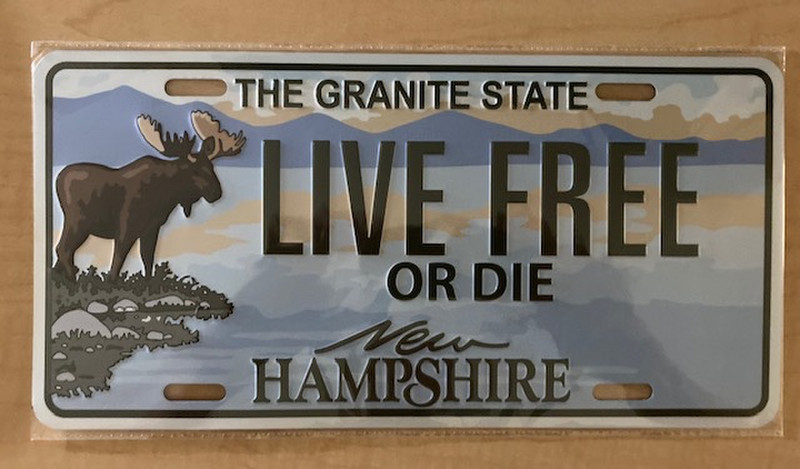 THE GRANITE STATE
LIVE FREE
OR DIE
New
HAMPSHIRE